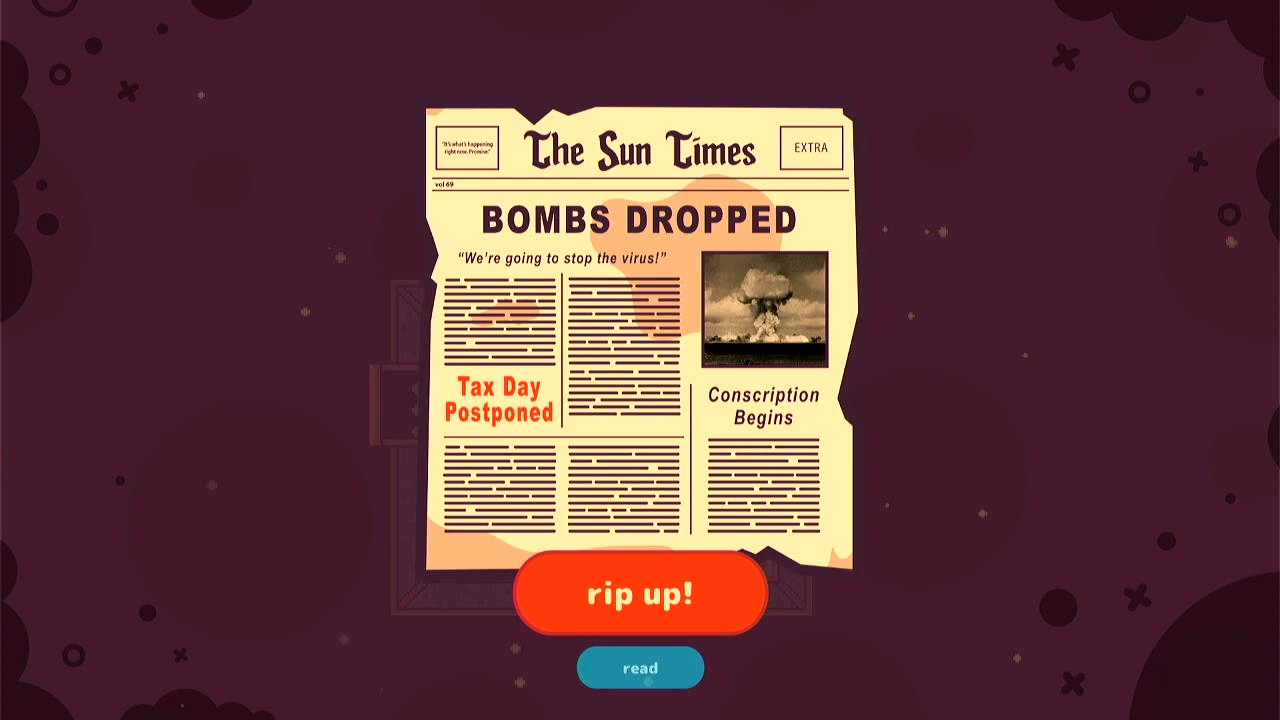 "It's what's happening
right now. Promise."
The Sun Times
EXTRA
vol 69
BOMBS DROPPED
“We're going to stop the virus!”
Tax Day
Postponed
Conscription
Begins
rip up!
read